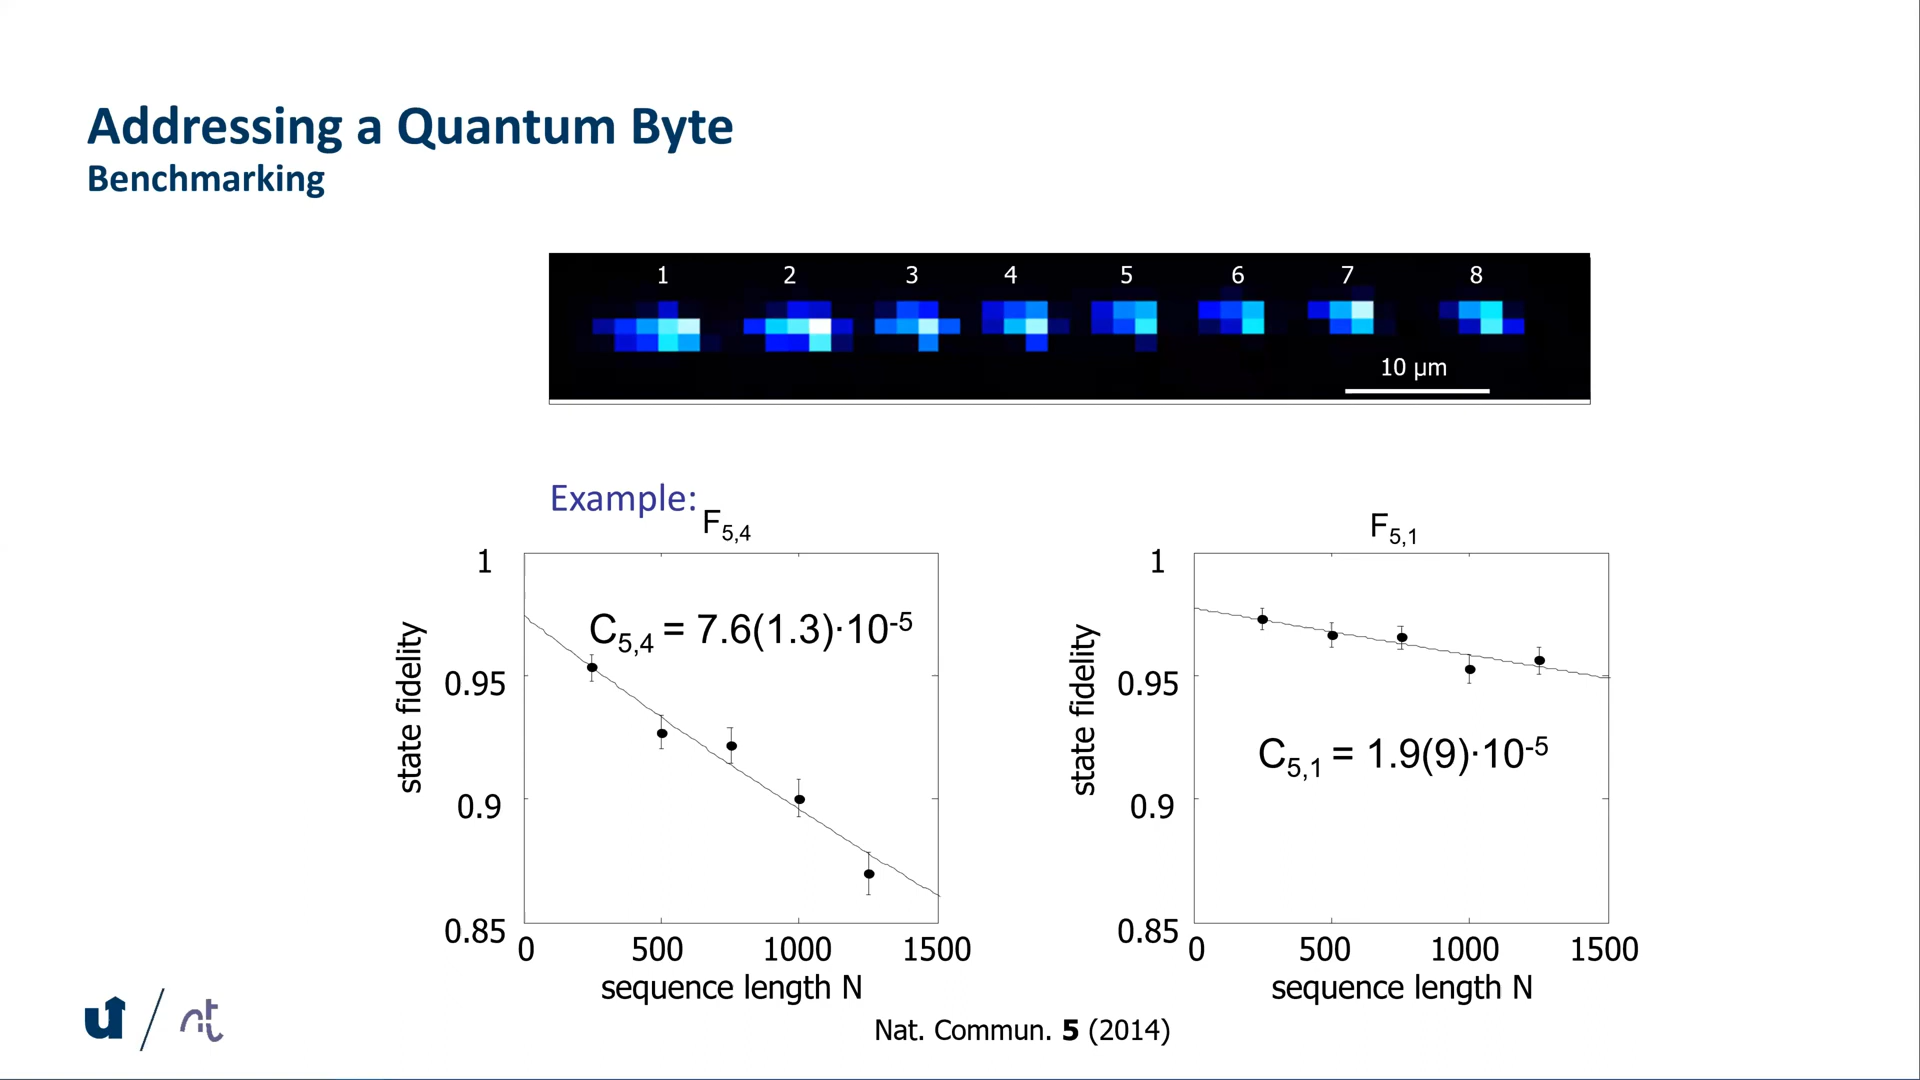 Addressing a Quantum Byte
Benchmarking
1 2 3 4 5 6 7 8
10 µm
Example:
F5,4
1
0.95
0.9
0.85
state fidelity
C5,4 = 7.6(1.3)·10-5
0 500 1000 1500
sequence length N
F5,1
1
0.95
0.9
0.85
state fidelity
C5,1 = 1.9(9)·10-5
0 500 1000 1500
sequence length N
Nat. Commun. 5 (2014)